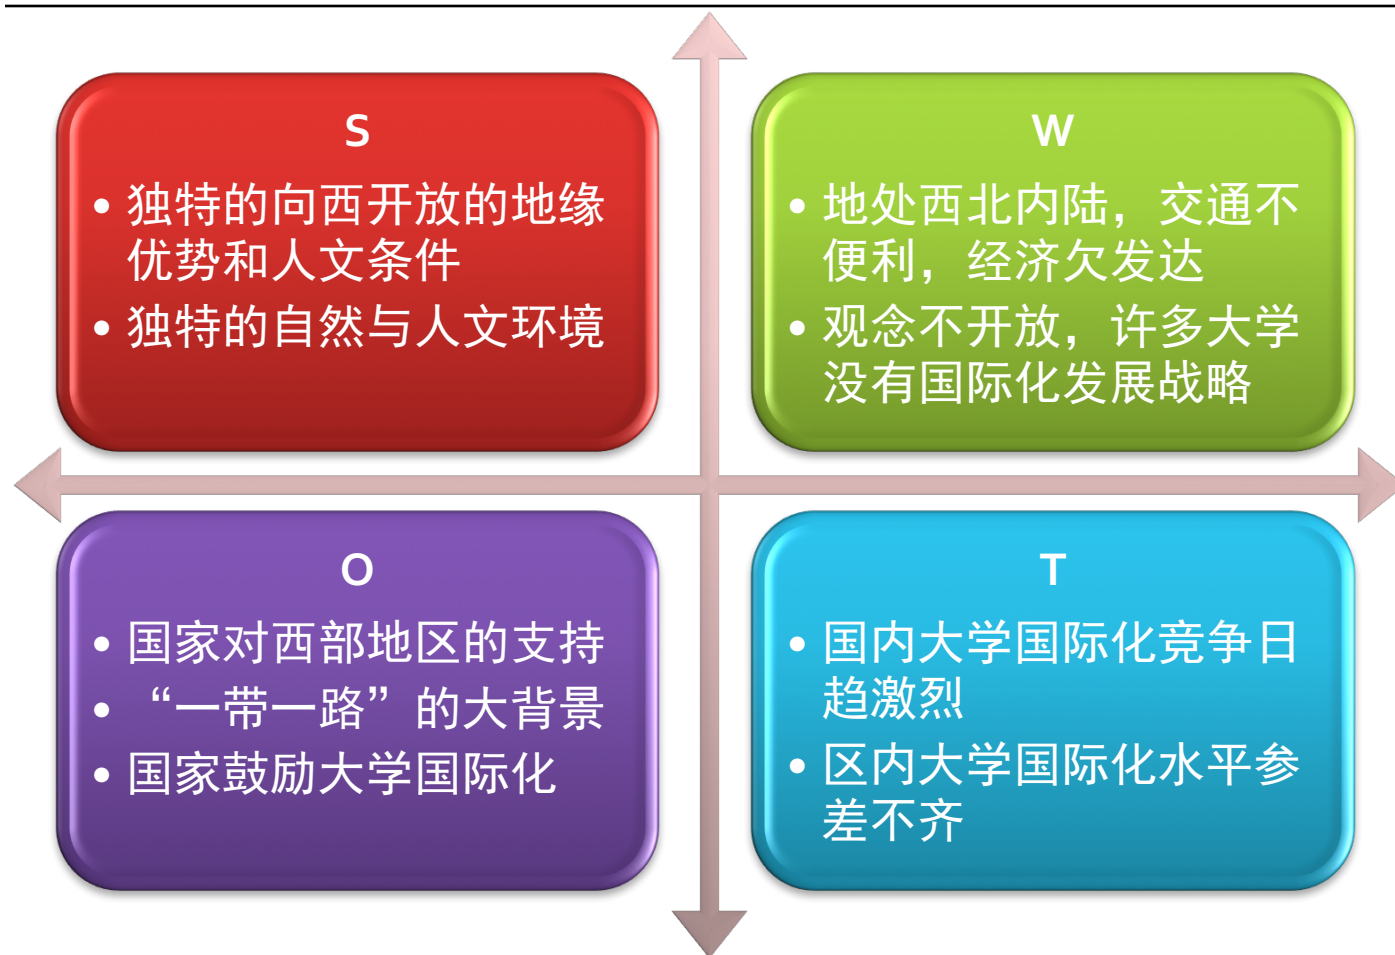 S
• 独特的向西开放的地缘
优势和人文条件
• 独特的自然与人文环境
W
• 地处西北内陆，交通不
便利，经济欠发达
• 观念不开放，许多大学
没有国际化发展战略
O
• 国家对西部地区的支持
• “一带一路”的大背景
• 国家鼓励大学国际化
T
• 国内大学国际化竞争日
趋激烈
• 区内大学国际化水平参
差不齐